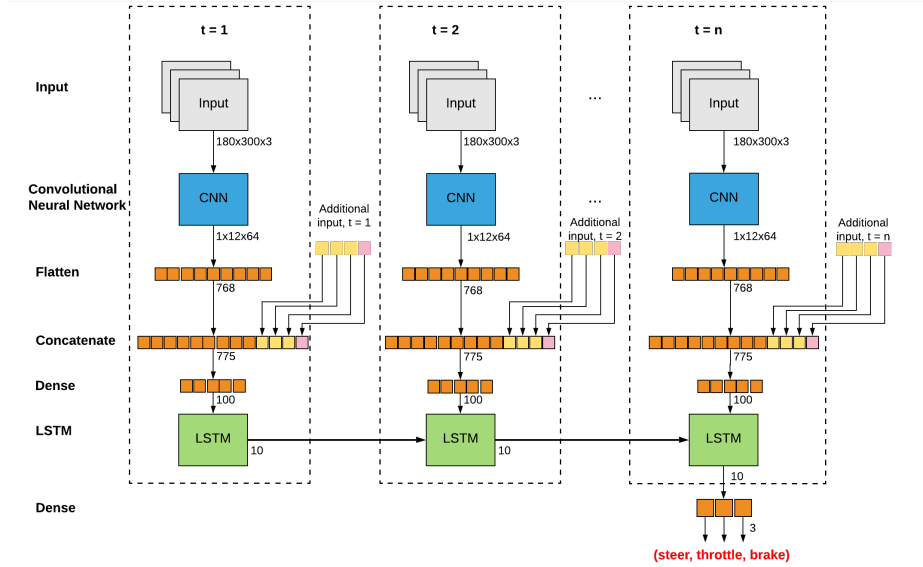 t = 1
t = 2
t = n
Input
Input
Input
...
Input
180x300x3
180x300x3
180x300x3
Convolutional
Neural Network
CNN
CNN
...
CNN
Additional
input, t = 1
Additional
input, t = 2
Additional
input, t = n
1x12x64
1x12x64
1x12x64
Flatten
768
768
768
Concatenate
775
775
775
Dense
100
100
100
LSTM
LSTM
LSTM
LSTM
10
10
10
Dense
3
(steer, throttle, brake)